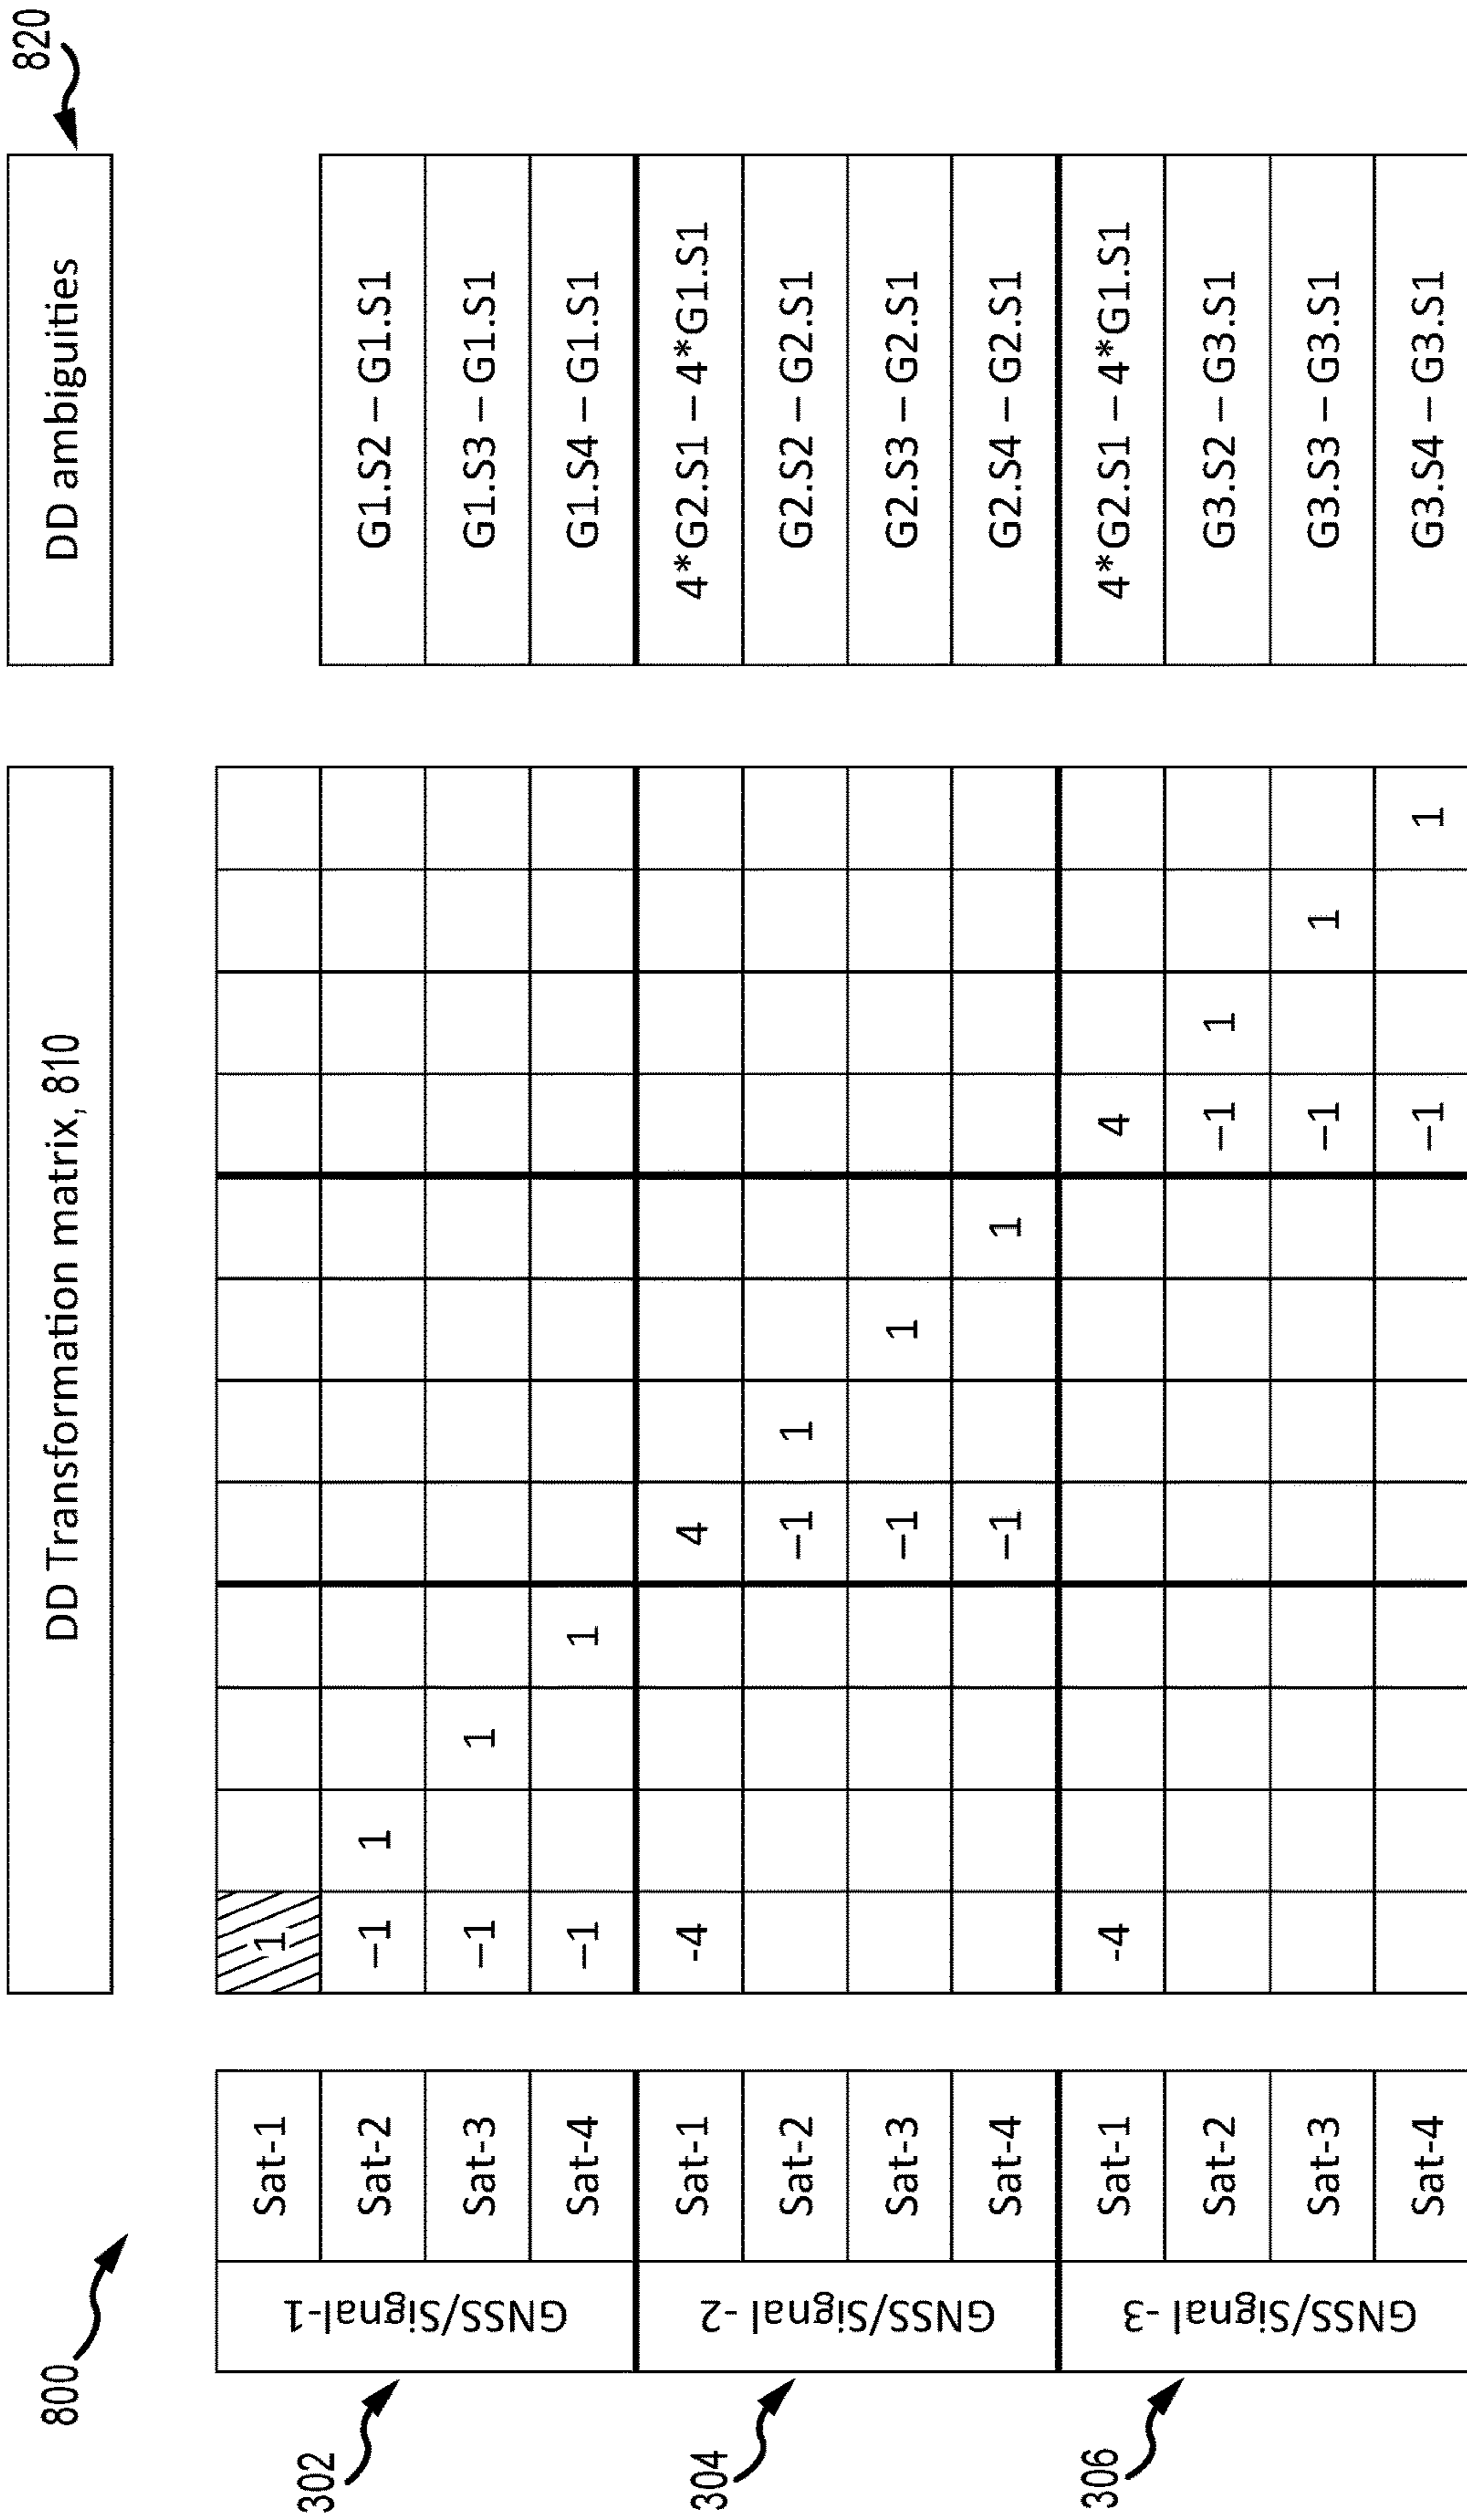 800
DD Transformation matrix, 810
DD ambiguities
820
302
GNSS/Signal-1
Sat-1 1
Sat-2 –1 1 G1.S2 – G1.S1
Sat-3 –1 1 G1.S3 – G1.S1
Sat-4 –1 1 G1.S4 – G1.S1
304
GNSS/Signal -2
Sat-1 -4 4 4*G2.S1 – 4*G1.S1
Sat-2 –1 1 G2.S2 – G2.S1
Sat-3 –1 1 G2.S3 – G2.S1
Sat-4 –1 1 G2.S4 – G2.S1
306
GNSS/Signal -3
Sat-1 -4 4 4*G2.S1 – 4*G1.S1
Sat-2 –1 1 G3.S2 – G3.S1
Sat-3 –1 1 G3.S3 – G3.S1
Sat-4 –1 1 G3.S4 – G3.S1